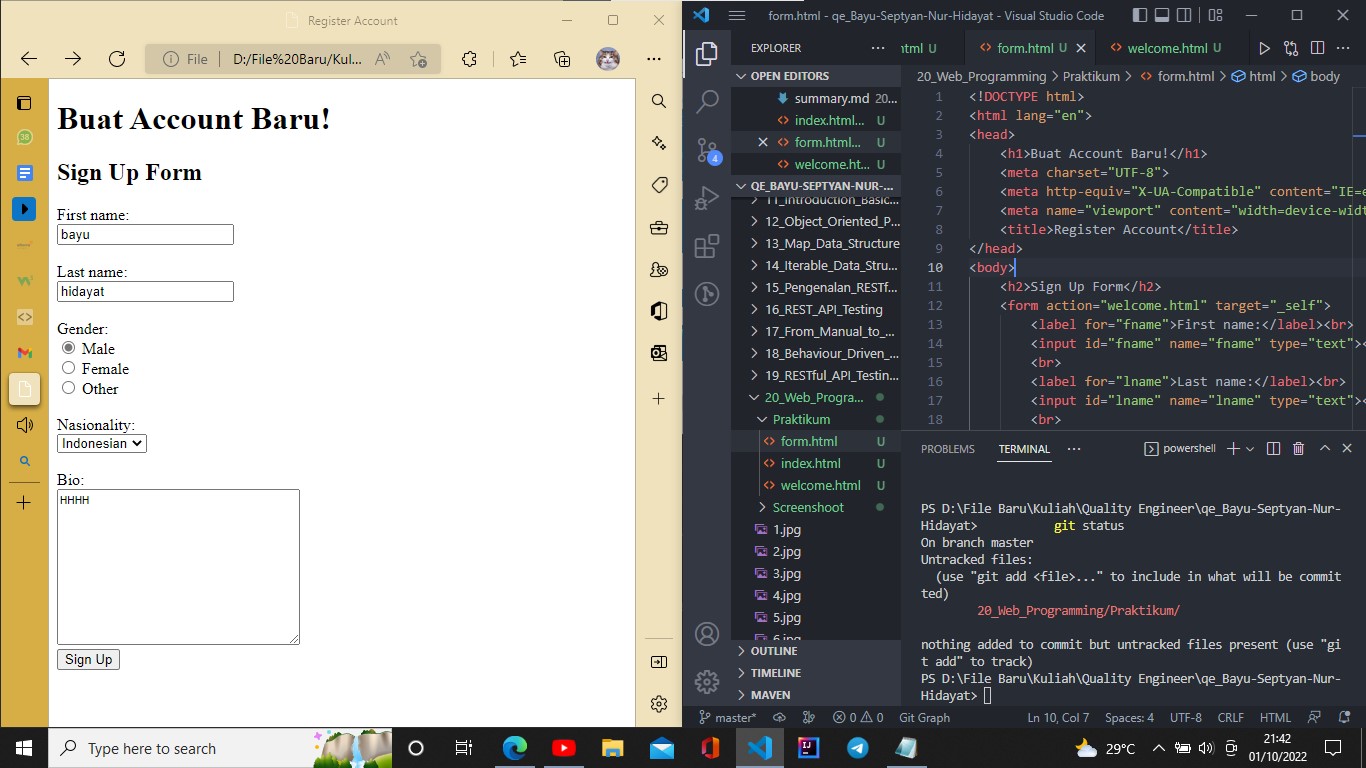 Register Account
File
D:/File%20Baru/Kul...
38
Buat Account Baru!
Sign Up Form
First name:
bayu
Last name:
hidayat
Gender:
Male
Female
Other
Nasionality:
Indonesian
Bio:
HHHH
Sign Up
form.html - qe_Bayu-Septyan-Nur-Hidayat - Visual Studio Code
EXPLORER
html U
form.html U
welcome.html U
OPEN EDITORS
summary.md 20...
index.html... U
form.html... U
welcome.ht... U
4
QE_BAYU-SEPTYAN-NUR-...
11_Introduction_Basic...
12_Object_Oriented_P...
13_Map_Data_Structure
14_Iterable_Data_Stru...
15_Pengenalan_RESTf...
16_REST_API_Testing
17_From_Manual_to_...
18_Behaviour_Driven_...
19_RESTful_API_Testin...
20_Web_Progra...
Praktikum
form.html U
index.html U
welcome.html U
Screenshoot
1.jpg
2.jpg
3.jpg
4.jpg
5.jpg
6.jpg
OUTLINE
TIMELINE
MAVEN
20_Web_Programming > Praktikum > form.html > html > body
1 <!DOCTYPE html>
2 <html lang="en">
3 <head>
4 <h1>Buat Account Baru!</h1>
5 <meta charset="UTF-8">
6 <meta http-equiv="X-UA-Compatible" content="IE=e
7 <meta name="viewport" content="width=device-widt
8 <title>Register Account</title>
9 </head>
10 <body>
11 <h2>Sign Up Form</h2>
12 <form action="welcome.html" target="_self">
13 <label for="fname">First name:</label><br>
14 <input id="fname" name="fname" type="text"><
15 <br>
16 <label for="lname">Last name:</label><br>
17 <input id="lname" name="lname" type="text"><
18 <br>
PROBLEMS TERMINAL ... powershell
PS D:\File Baru\Kuliah\Quality Engineer\qe_Bayu-Septyan-Nur-
Hidayat> git status
On branch master
Untracked files:
(use "git add <file>..." to include in what will be commit
ted)
20_Web_Programming/Praktikum/
nothing added to commit but untracked files present (use "gi
t add" to track)
PS D:\File Baru\Kuliah\Quality Engineer\qe_Bayu-Septyan-Nur-
Hidayat>
master* 0 0 Git Graph Ln 10, Col 7 Spaces: 4 UTF-8 CRLF HTML
Type here to search
29°C
21:42
01/10/2022